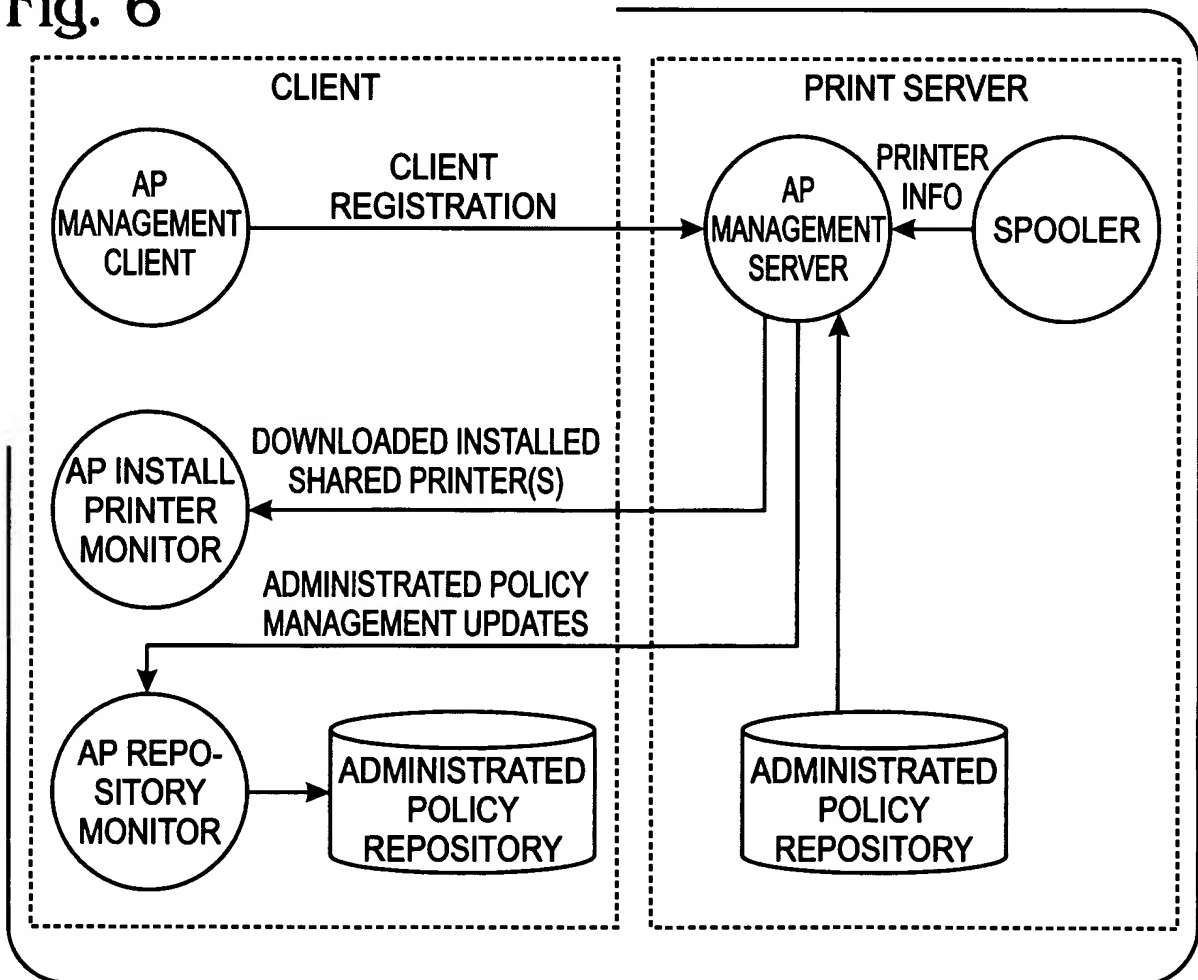 Fig. 6
CLIENT
PRINT SERVER
AP
MANAGEMENT
CLIENT
CLIENT
REGISTRATION
AP
MANAGEMENT
SERVER
PRINTER
INFO
SPOOLER
AP INSTALL
PRINTER
MONITOR
DOWNLOADED INSTALLED
SHARED PRINTER(S)
ADMINISTRATED POLICY
MANAGEMENT UPDATES
AP REPO-
SITORY
MONITOR
ADMINISTRATED
POLICY
REPOSITORY
ADMINISTRATED
POLICY
REPOSITORY